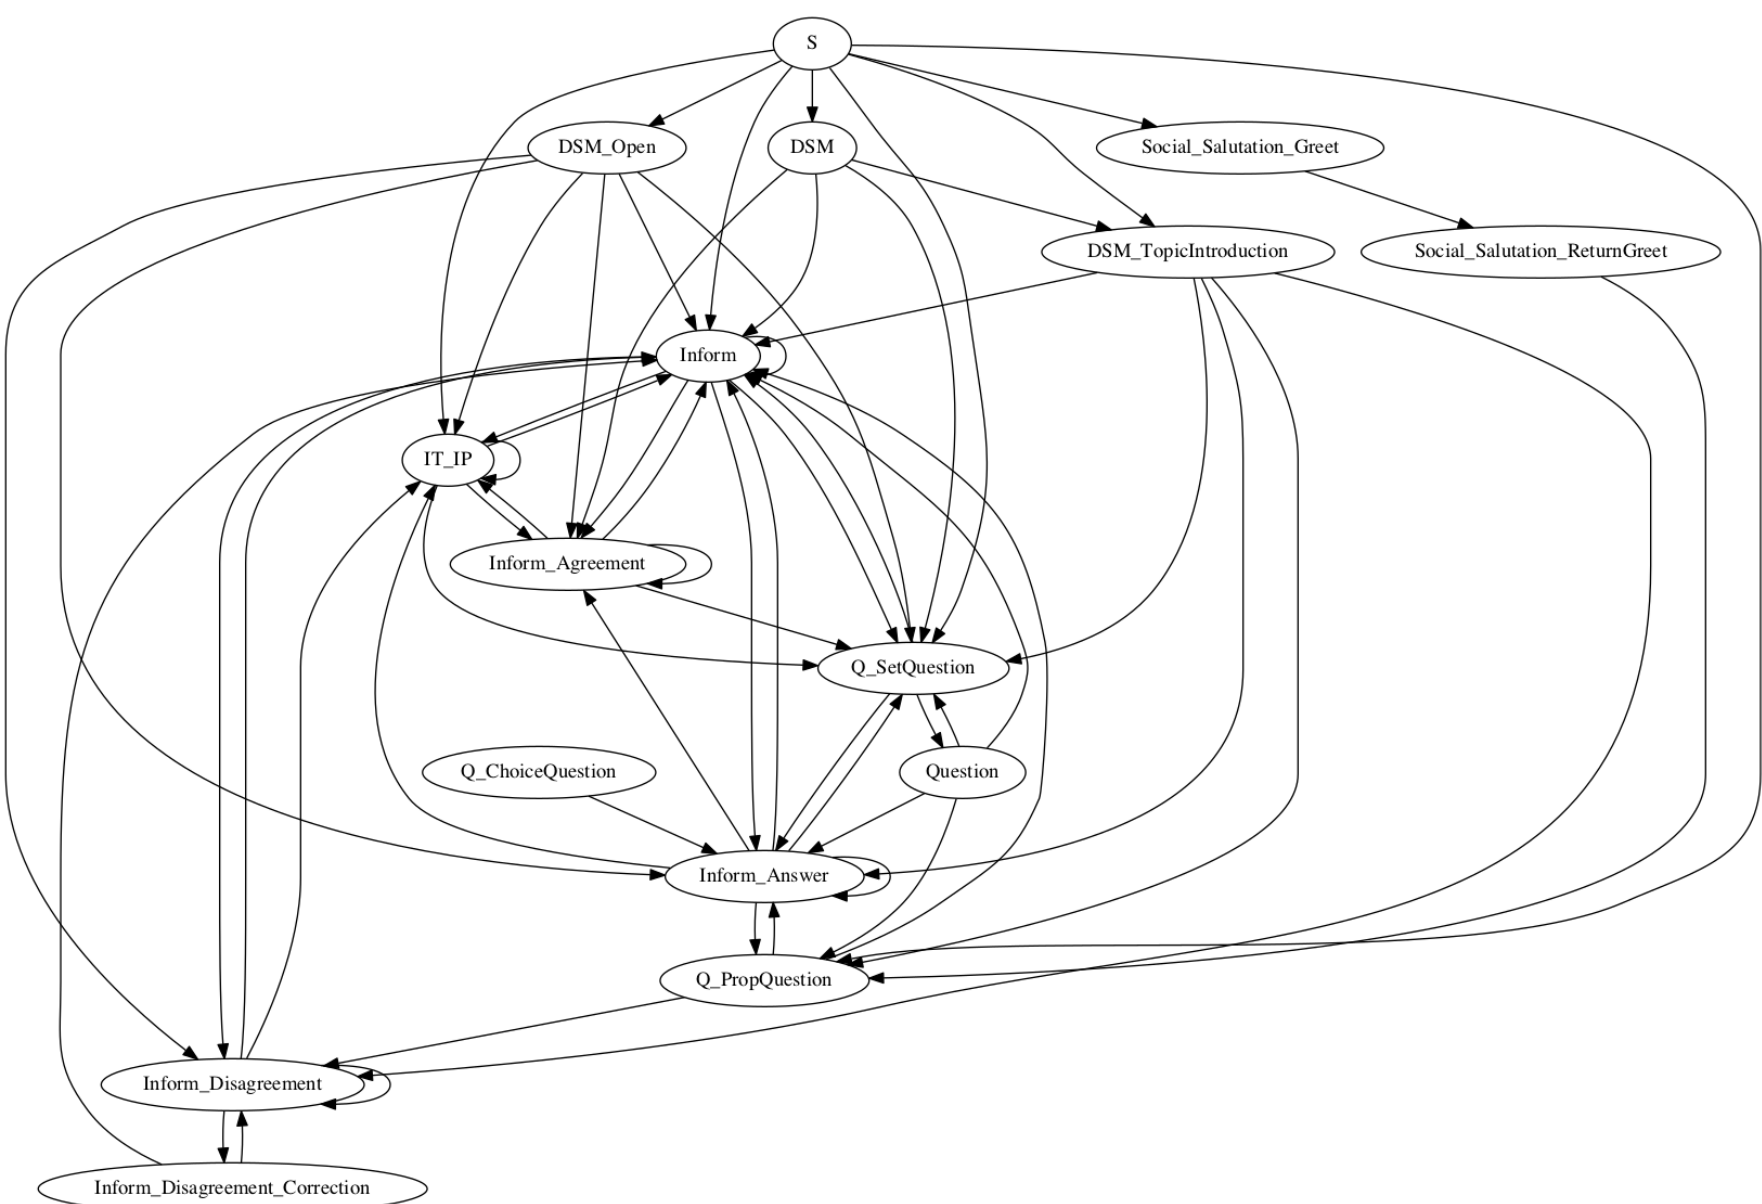 S
DSM_Open
DSM
Social_Salutation_Greet
DSM_TopicIntroduction
Social_Salutation_ReturnGreet
Inform
IT_IP
Inform_Agreement
Q_SetQuestion
Q_ChoiceQuestion
Question
Inform_Answer
Q_PropQuestion
Inform_Disagreement
Inform_Disagreement_Correction